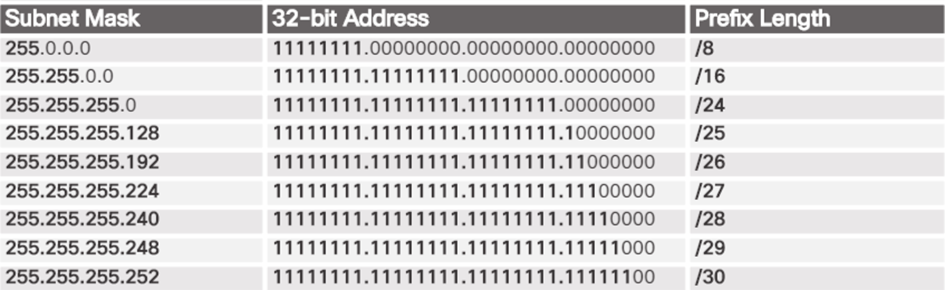 Subnet Mask 32-bit Address Prefix Length
255.0.0.0 11111111.00000000.00000000.00000000 /8
255.255.0.0 11111111.11111111.00000000.00000000 /16
255.255.255.0 11111111.11111111.11111111.00000000 /24
255.255.255.128 11111111.11111111.11111111.10000000 /25
255.255.255.192 11111111.11111111.11111111.11000000 /26
255.255.255.224 11111111.11111111.11111111.11100000 /27
255.255.255.240 11111111.11111111.11111111.11110000 /28
255.255.255.248 11111111.11111111.11111111.11111000 /29
255.255.255.252 11111111.11111111.11111111.11111100 /30